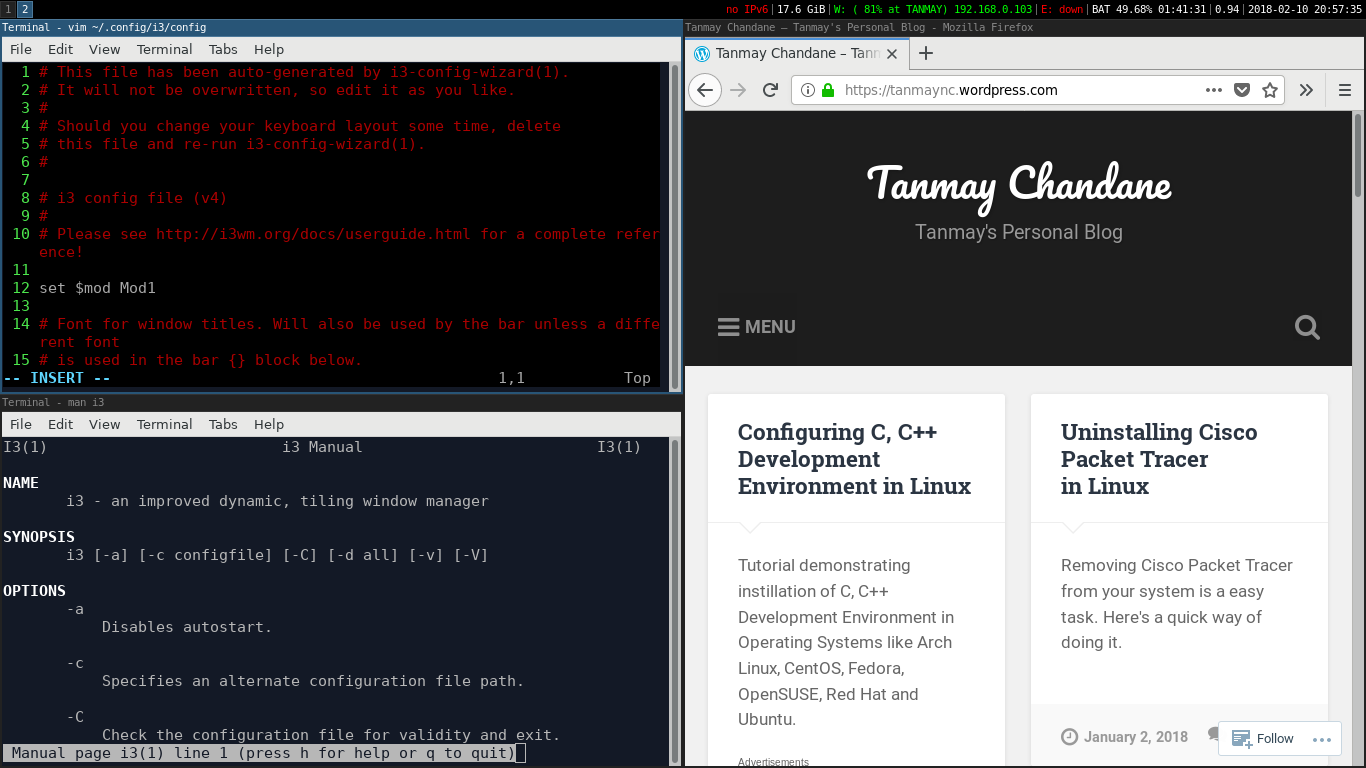 1 2 no IPv6|17.6 GiB|W: ( 81% at TANMAY) 192.168.0.103|E: down|BAT 49.68% 01:41:31|0.94|2018-02-10 20:57:35
Terminal - vim ~/.config/i3/config
File Edit View Terminal Tabs Help
1 # This file has been auto-generated by i3-config-wizard(1).
2 # It will not be overwritten, so edit it as you like.
3 #
4 # Should you change your keyboard layout some time, delete
5 # this file and re-run i3-config-wizard(1).
6 #
7
8 # i3 config file (v4)
9 #
10 # Please see http://i3wm.org/docs/userguide.html for a complete refer
ence!
11
12 set $mod Mod1
13
14 # Font for window titles. Will also be used by the bar unless a diffe
rent font
15 # is used in the bar {} block below.
-- INSERT -- 1,1 Top
Terminal - man i3
File Edit View Terminal Tabs Help
I3(1) i3 Manual I3(1)
NAME
i3 - an improved dynamic, tiling window manager
SYNOPSIS
i3 [-a] [-c configfile] [-C] [-d all] [-v] [-V]
OPTIONS
-a
Disables autostart.
-c
Specifies an alternate configuration file path.
-C
Check the configuration file for validity and exit.
Manual page i3(1) line 1 (press h for help or q to quit)
Tanmay Chandane – Tanmay's Personal Blog - Mozilla Firefox
Tanmay Chandane – Tann
https://tanmaync.wordpress.com
Tanmay Chandane
Tanmay's Personal Blog
MENU
Configuring C, C++
Development
Environment in Linux
Tutorial demonstrating
instillation of C, C++
Development Environment in
Operating Systems like Arch
Linux, CentOS, Fedora,
OpenSUSE, Red Hat and
Ubuntu.
Advertisements
Uninstalling Cisco
Packet Tracer
in Linux
Removing Cisco Packet Tracer
from your system is a easy
task. Here's a quick way of
doing it.
January 2, 2018
Follow